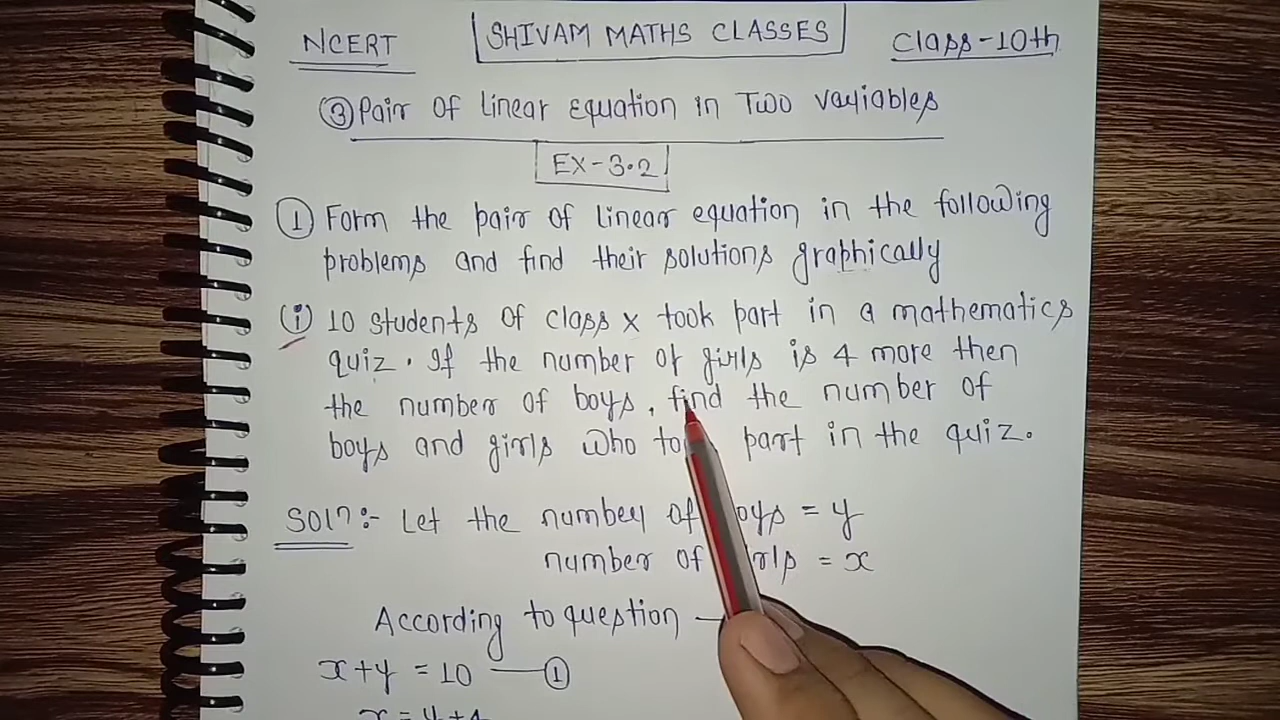 NCERT SHIVAM MATHS CLASSES Class-10th
③ Pair of linear Equation in Two variables
EX-3.2
① Form the pair of linear equation in the following
problems and find their solutions graphically
(i) 10 students of class x took part in a mathematics
quiz. If the number of girls is 4 more then
the number of boys, find the number of
boys and girls who part in the quiz.
Solⁿ:- Let the number of = y
number of = x
According to question —
x+y = 10 —— ①
x = y+4